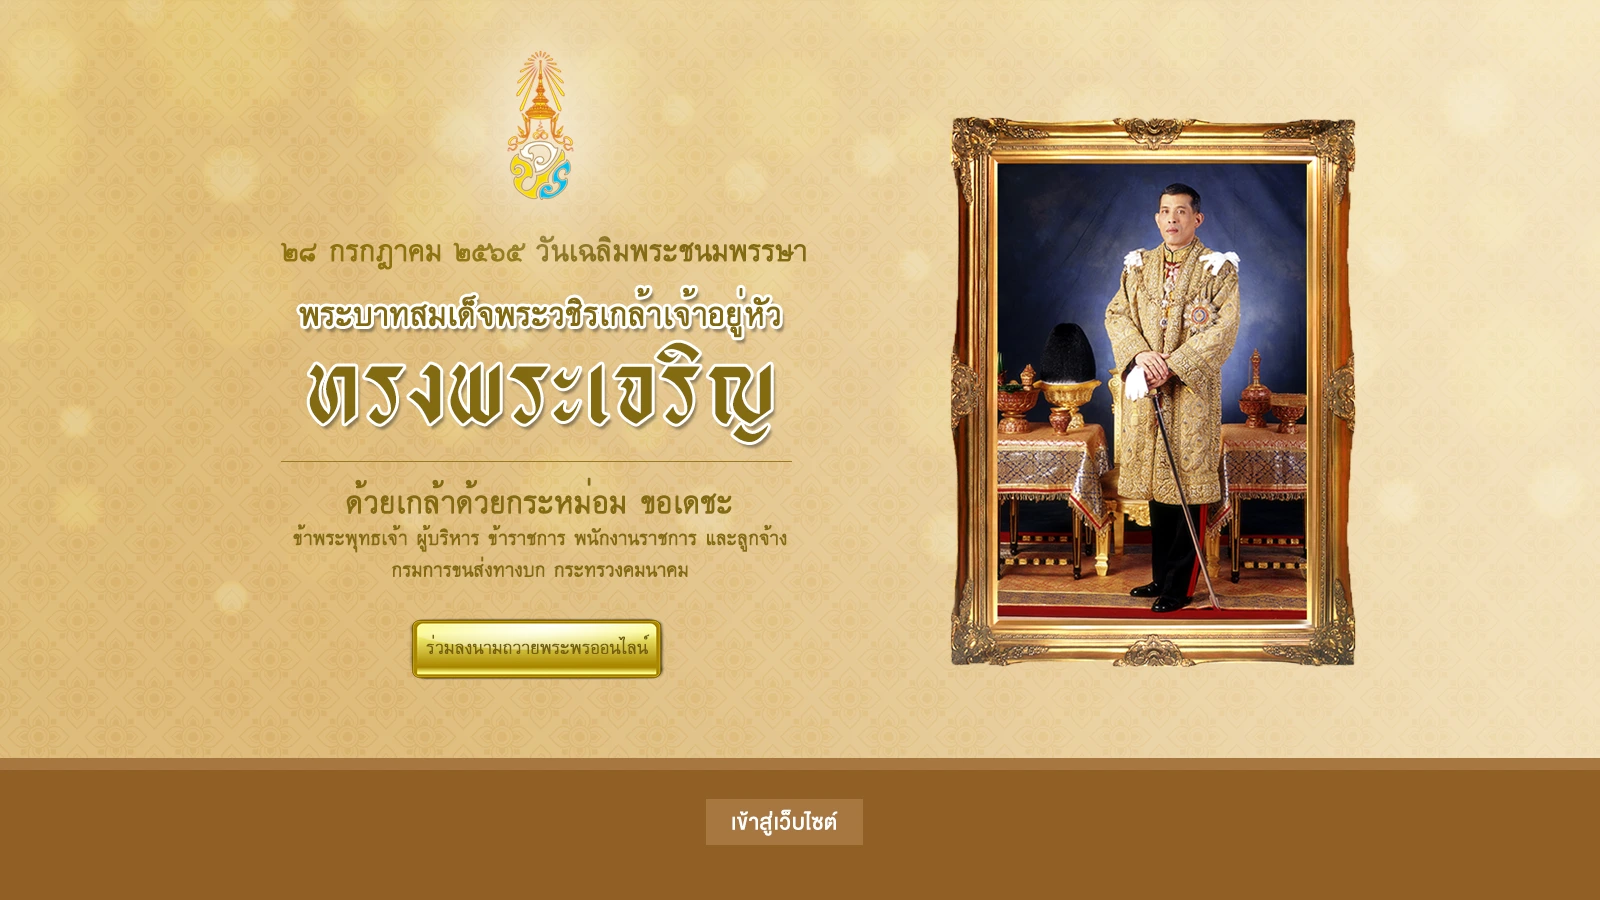 ๒๘ กรกฎาคม ๒๕๖๕ วันเฉลิมพระชนมพรรษา
พระบาทสมเด็จพระวชิรเกล้าเจ้าอยู่หัว
ทรงพระเจริญ
ด้วยเกล้าด้วยกระหม่อม ขอเดชะ
ข้าพระพุทธเจ้า ผู้บริหาร ข้าราชการ พนักงานราชการ และลูกจ้าง
กรมการขนส่งทางบก กระทรวงคมนาคม
ร่วมลงนามถวายพระพรออนไลน์
เข้าสู่เว็บไซต์